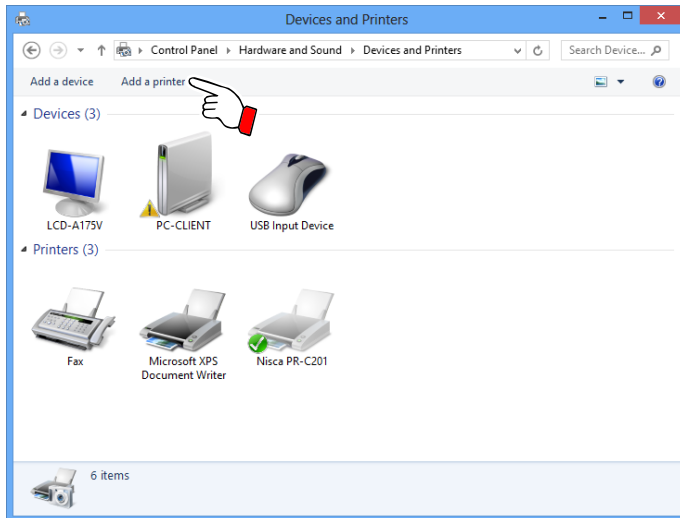 Devices and Printers
Control Panel Hardware and Sound Devices and Printers Search Device...
Add a device Add a printer
Devices (3)
LCD-A175V PC-CLIENT USB Input Device
Printers (3)
Fax Microsoft XPS Nisca PR-C201
Document Writer
6 items